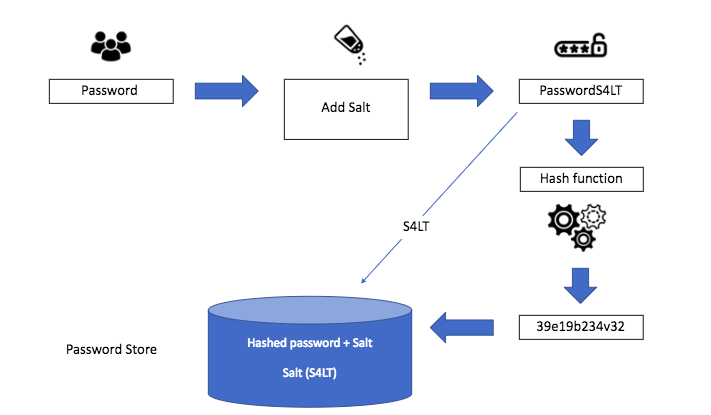 Password
Add Salt
PasswordS4LT
Hash function
S4LT
39e19b234v32
Hashed password + Salt
Salt (S4LT)
Password Store